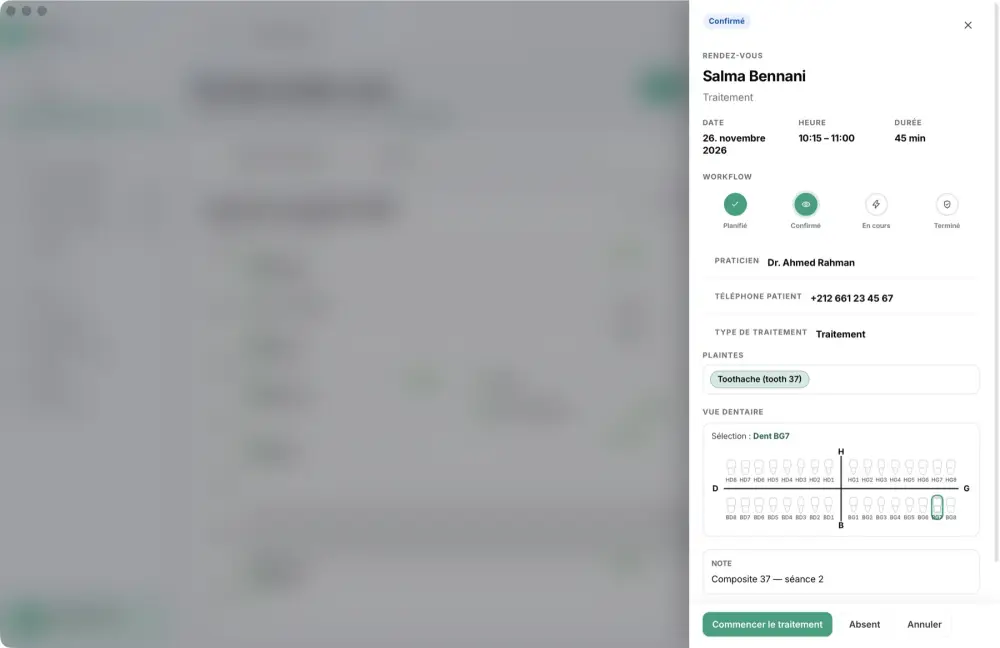 Confirmé
RENDEZ-VOUS
Salma Bennani
Traitement
DATE HEURE DURÉE
26. novembre 2026 10:15 – 11:00 45 min
WORKFLOW
Planifié Confirmé En cours Terminé
PRATICIEN Dr. Ahmed Rahman
TÉLÉPHONE PATIENT +212 661 23 45 67
TYPE DE TRAITEMENT Traitement
PLAINTES
Toothache (tooth 37)
VUE DENTAIRE
Sélection : Dent BG7
H
HD8 HD7 HD6 HD5 HD4 HD3 HD2 HD1 HG1 HG2 HG3 HG4 HG5 HG6 HG7 HG8
D G
BD8 BD7 BD6 BD5 BD4 BD3 BD2 BD1 BG1 BG2 BG3 BG4 BG5 BG6 BG7 BG8
B
NOTE
Composite 37 — séance 2
Commencer le traitement Absent Annuler